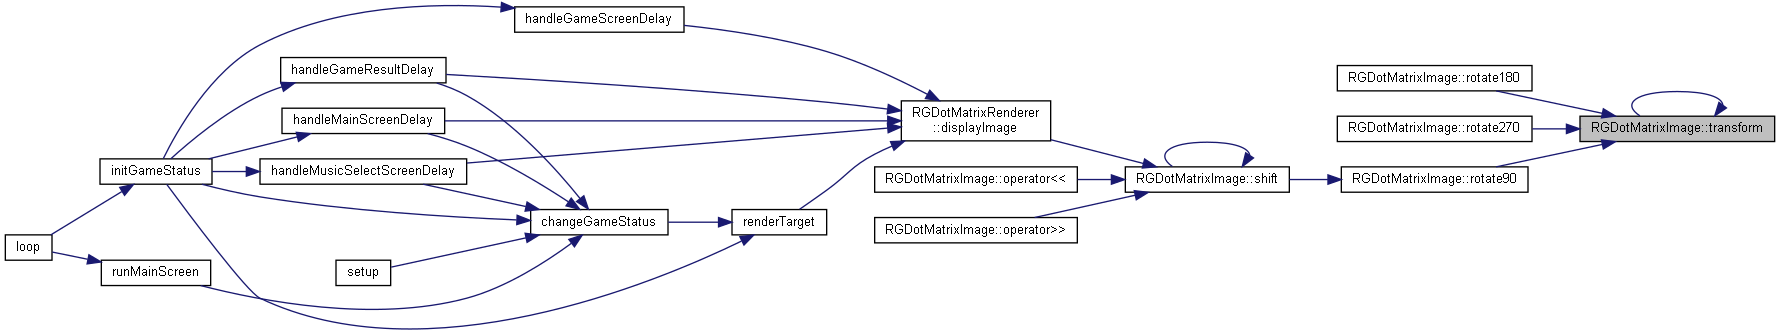 handleGameScreenDelay
handleGameResultDelay
RGDotMatrixImage::rotate180
handleMainScreenDelay
RGDotMatrixRenderer
::displayImage
RGDotMatrixImage::rotate270
RGDotMatrixImage::transform
initGameStatus
handleMusicSelectScreenDelay
RGDotMatrixImage::operator<<
RGDotMatrixImage::shift
RGDotMatrixImage::rotate90
changeGameStatus
renderTarget
RGDotMatrixImage::operator>>
loop
runMainScreen
setup